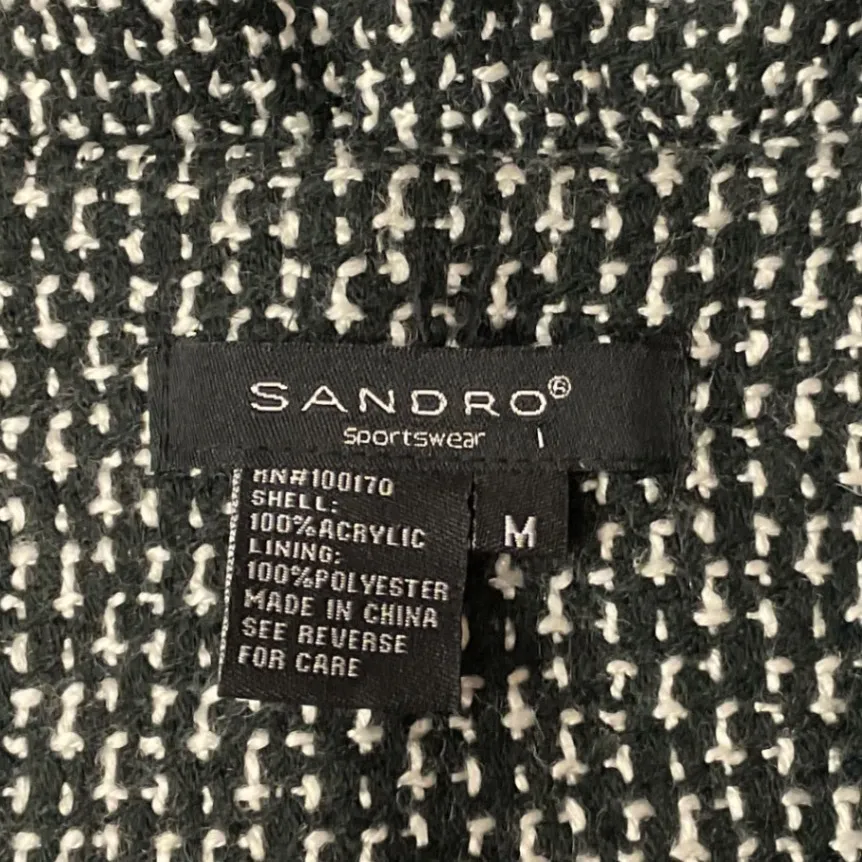 SANDRO®
Sportswear
RN#100170
SHELL:
100%ACRYLIC
LINING:
100%POLYESTER
MADE IN CHINA
SEE REVERSE
FOR CARE
M